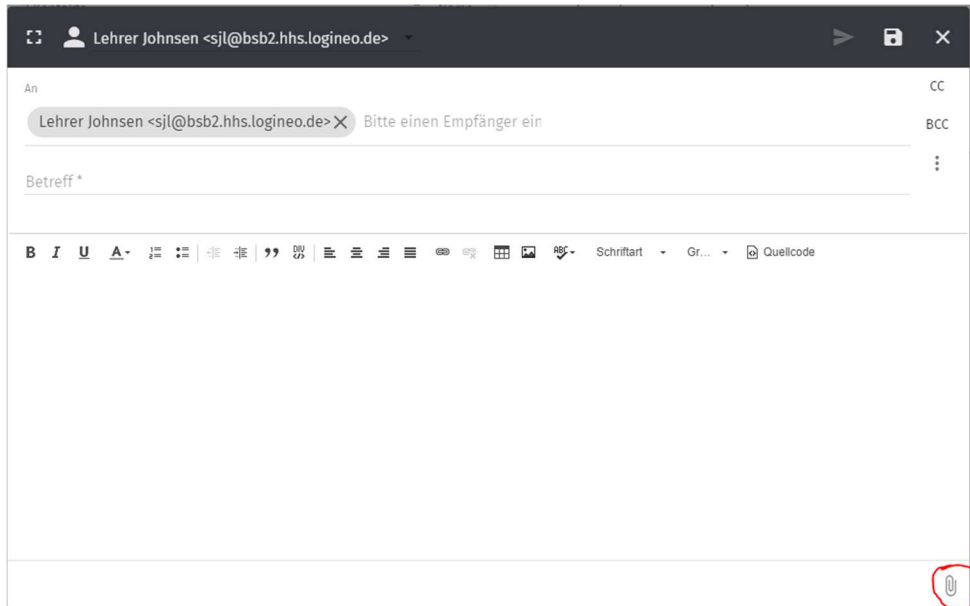 Lehrer Johnsen <sjl@bsb2.hhs.logineo.de>
An
CC
Lehrer Johnsen <sjl@bsb2.hhs.logineo.de> Bitte einen Empfänger ein
BCC
Betreff *
B I U A ABC Schriftart Gr... Quellcode